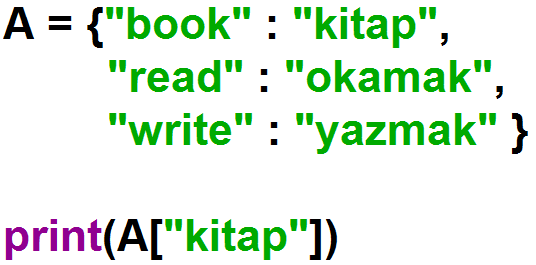 A = {"book" : "kitap",
"read" : "okamak",
"write" : "yazmak" }
print(A["kitap"])